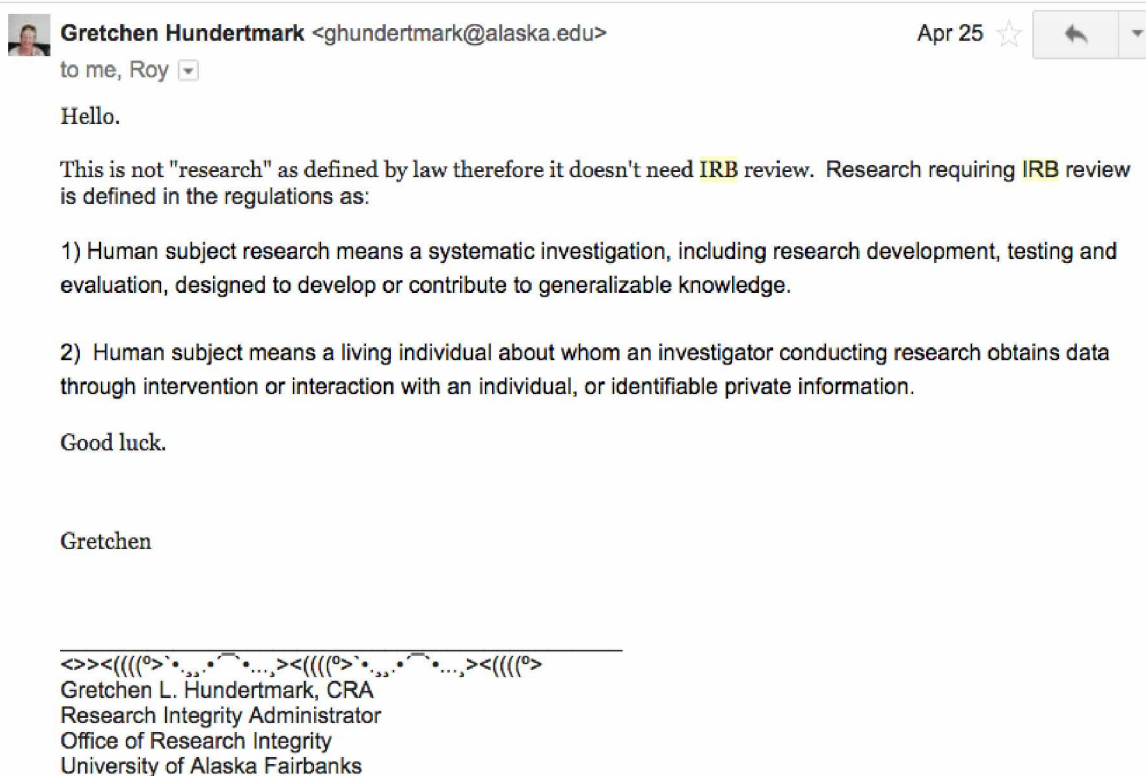 Gretchen Hundertmark <ghundertmark@alaska.edu> Apr 25
to me, Roy
Hello.
This is not "research" as defined by law therefore it doesn't need IRB review. Research requiring IRB review
is defined in the regulations as:
1) Human subject research means a systematic investigation, including research development, testing and
evaluation, designed to develop or contribute to generalizable knowledge.
2) Human subject means a living individual about whom an investigator conducting research obtains data
through intervention or interaction with an individual, or identifiable private information.
Good luck.
Gretchen
<>><((((º>`•.¸¸.•´¯`•...¸><((((º>`•.¸¸.•´¯`•...¸><((((º>
Gretchen L. Hundertmark, CRA
Research Integrity Administrator
Office of Research Integrity
University of Alaska Fairbanks